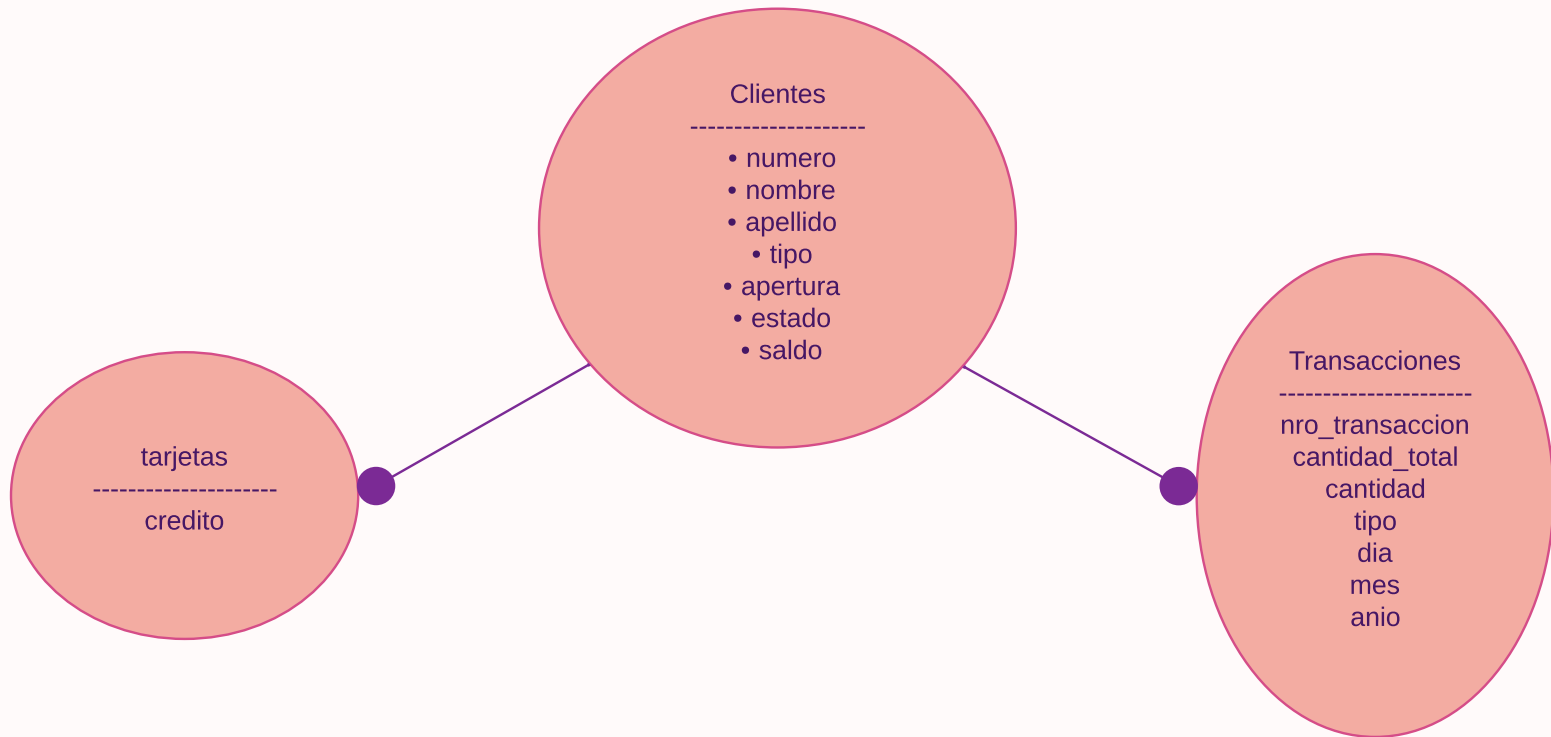 Clientes
--------------------
• numero
• nombre
• apellido
• tipo
• apertura
• estado
• saldo
tarjetas
---------------------
credito
Transacciones
----------------------
nro_transaccion
cantidad_total
cantidad
tipo
dia
mes
anio